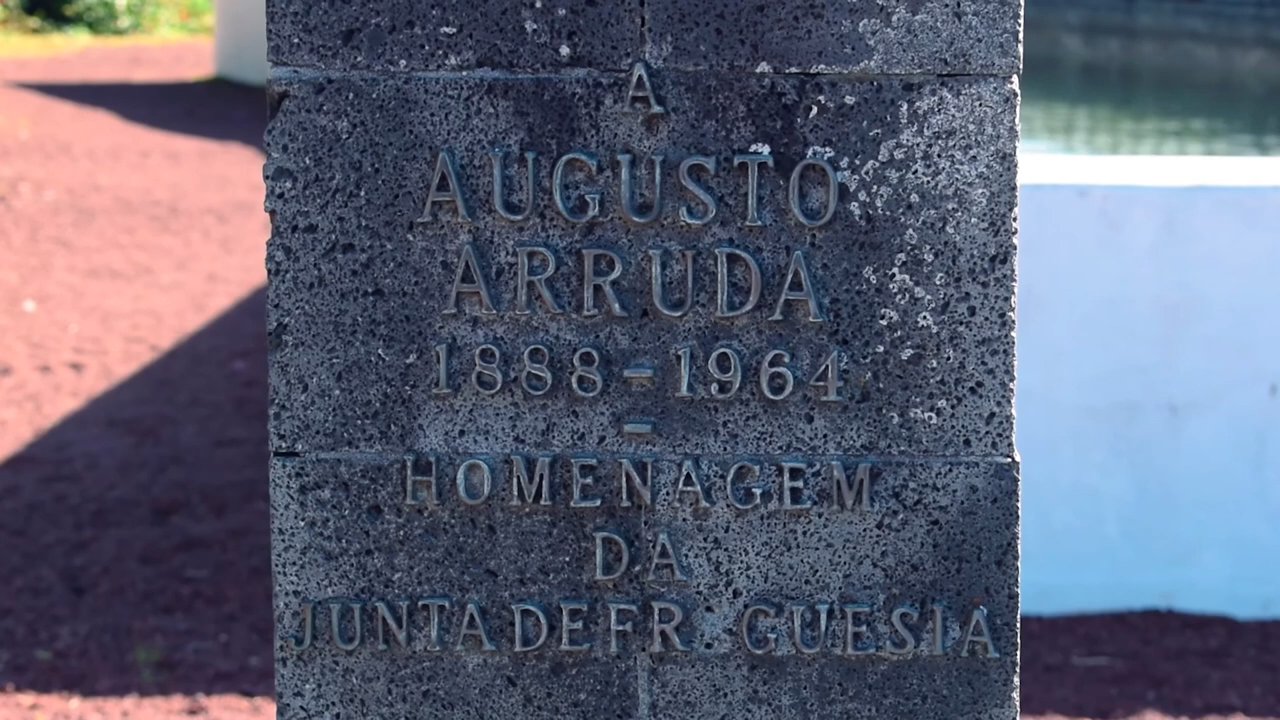 A
AUGUSTO
ARRUDA
1888-1964
-
HOMENAGEM
DA
JUNTA DE FR GUESIA